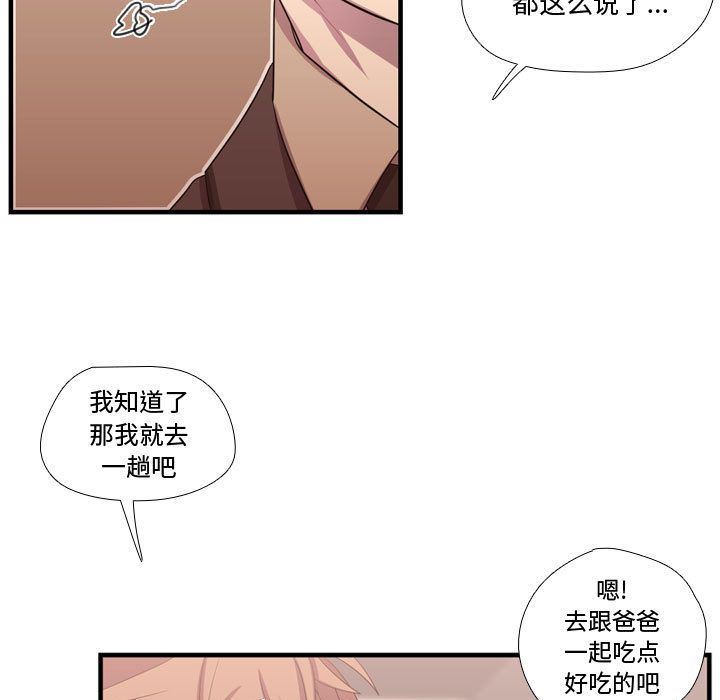 都这么说了...
我知道了
那我就去
一趟吧
嗯!
去跟爸爸
一起吃点
好吃的吧